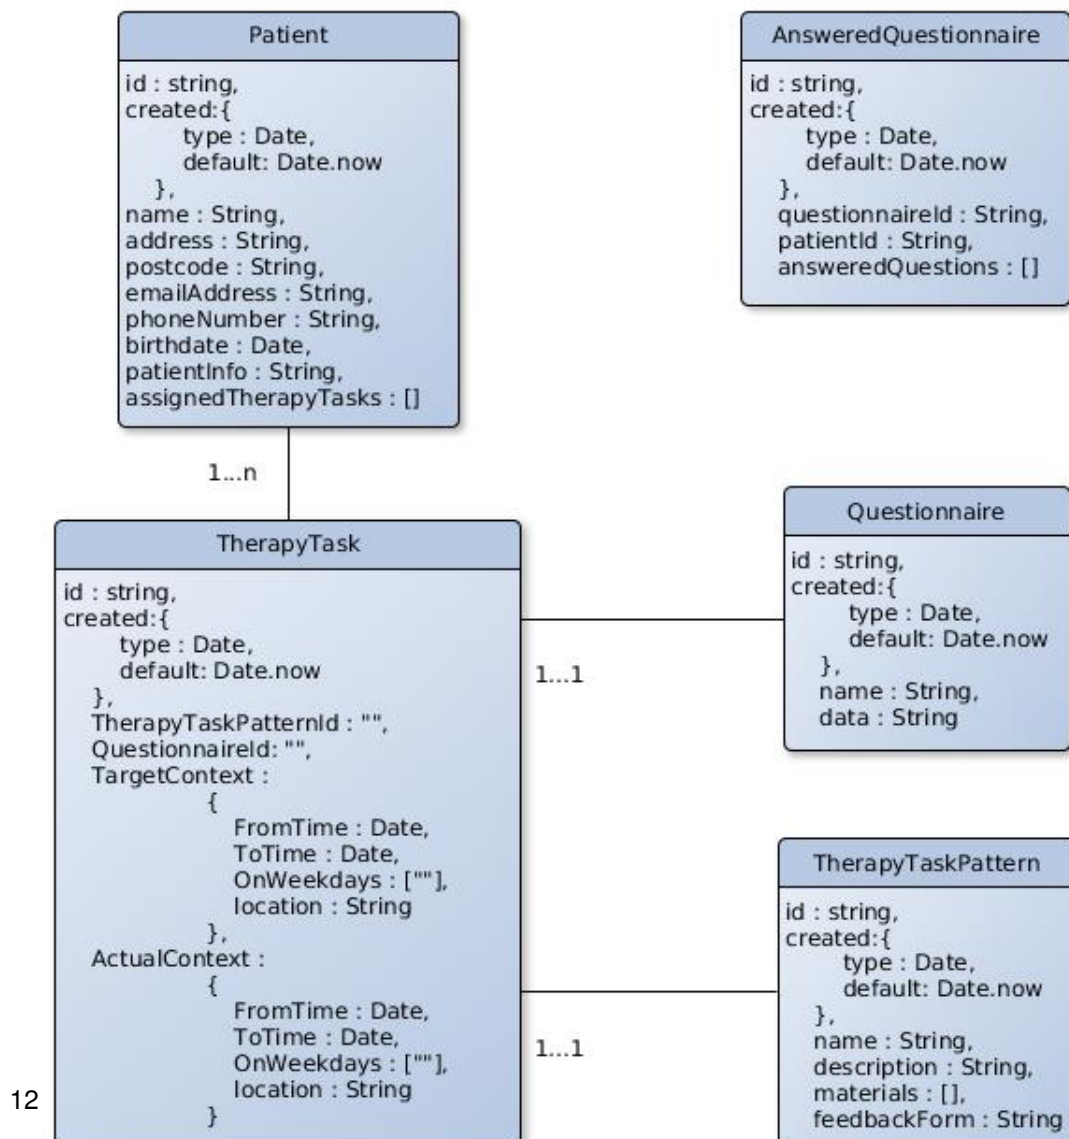 Patient
id : string,
created:{
type : Date,
default: Date.now
},
name : String,
address : String,
postcode : String,
emailAddress : String,
phoneNumber : String,
birthdate : Date,
patientInfo : String,
assignedTherapyTasks : []
AnsweredQuestionnaire
id : string,
created:{
type : Date,
default: Date.now
},
questionnaireId : String,
patientId : String,
answeredQuestions : []
1...n
TherapyTask
id : string,
created:{
type : Date,
default: Date.now
},
TherapyTaskPatternId : "",
QuestionnaireId: "",
TargetContext :
{
FromTime : Date,
ToTime : Date,
OnWeekdays : [""],
location : String
},
ActualContext :
{
FromTime : Date,
ToTime : Date,
OnWeekdays : [""],
location : String
}
1...1
Questionnaire
id : string,
created:{
type : Date,
default: Date.now
},
name : String,
data : String
1...1
TherapyTaskPattern
id : string,
created:{
type : Date,
default: Date.now
},
name : String,
description : String,
materials : [],
feedbackForm : String
12